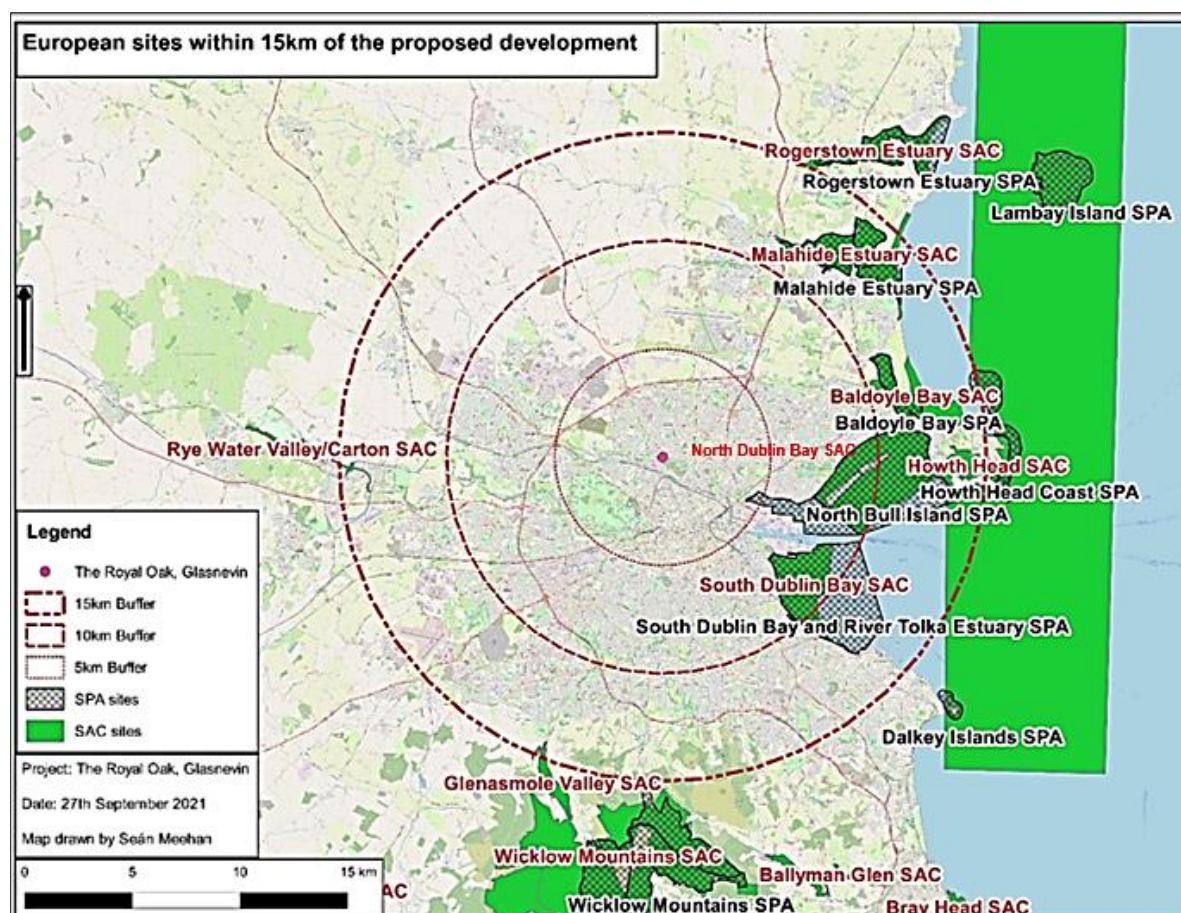 European sites within 15km of the proposed development
Rogerstown Estuary SAC
Rogerstown Estuary SPA
Lambay Island SPA
Malahide Estuary SAC
Malahide Estuary SPA
Baldoyle Bay SAC
Baldoyle Bay SPA
Rye Water Valley/Carton SAC
North Dublin Bay SAC
Howth Head SAC
Howth Head Coast SPA
North Bull Island SPA
South Dublin Bay SAC
South Dublin Bay and River Tolka Estuary SPA
Dalkey Islands SPA
Glenasmole Valley SAC
Wicklow Mountains SAC
Ballyman Glen SAC
Wicklow Mountains SPA
Bray Head SAC
AC
Legend
The Royal Oak, Glasnevin
15km Buffer
10km Buffer
5km Buffer
SPA sites
SAC sites
Project: The Royal Oak, Glasnevin
Date: 27th September 2021
Map drawn by Seán Meehan
0 5 10 15 km